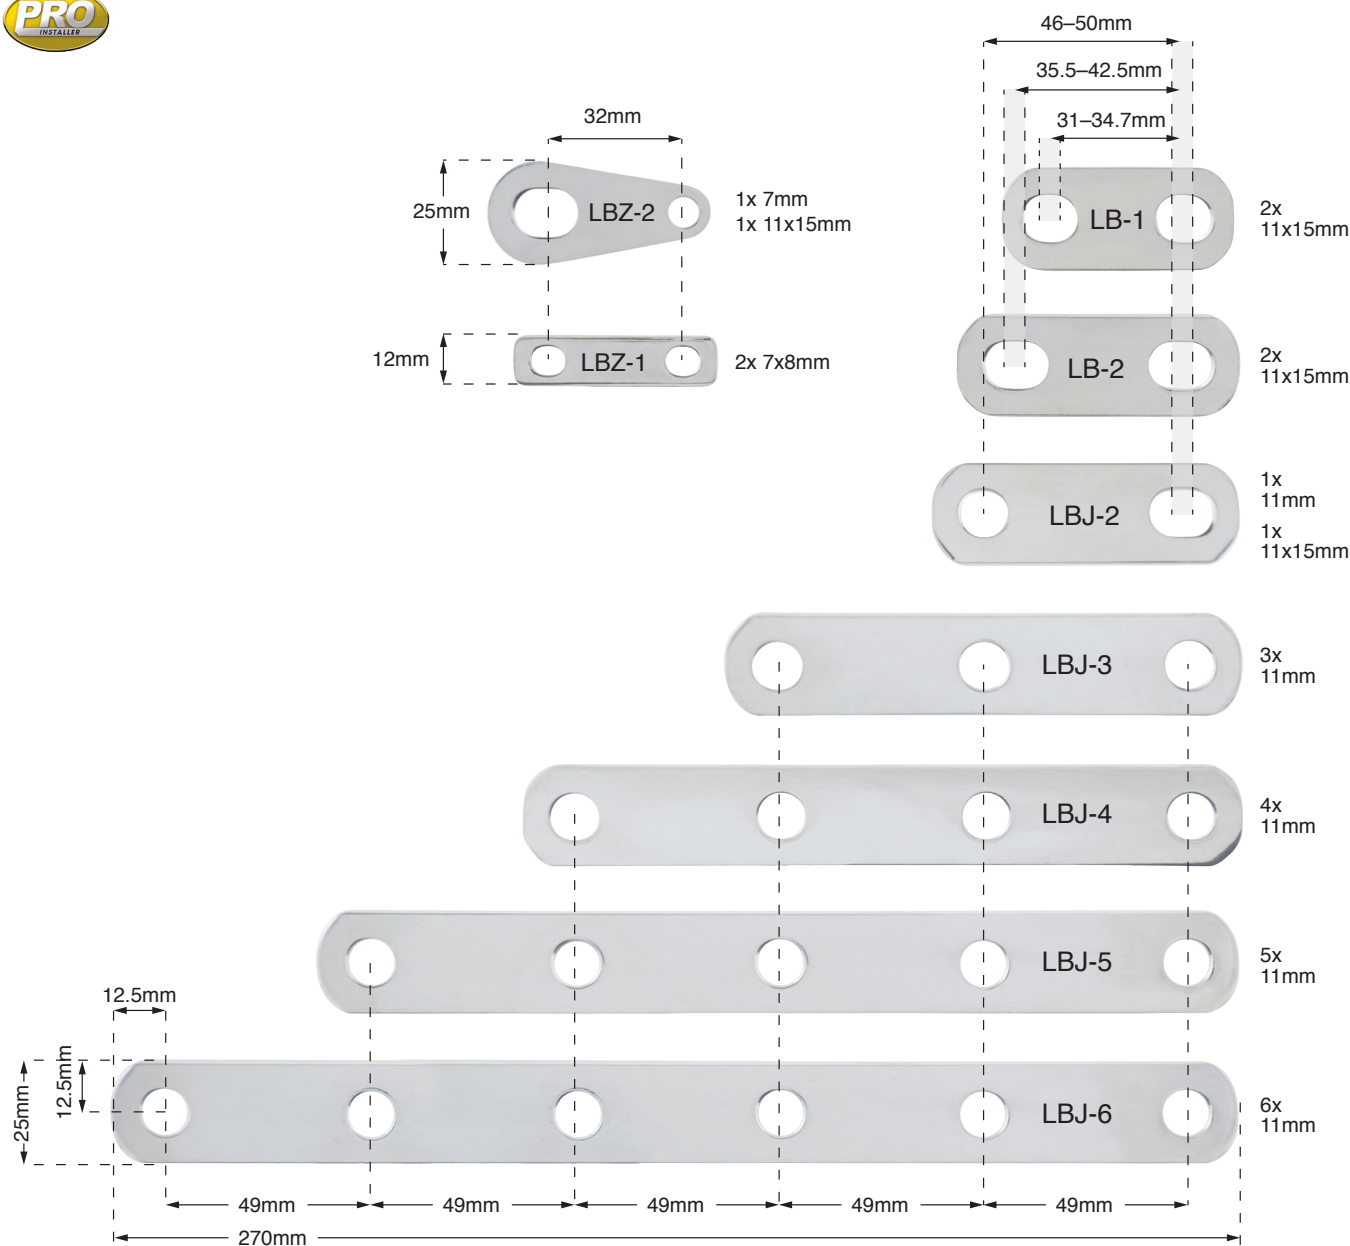 PRO
INSTALLER
46–50mm
35.5–42.5mm
31–34.7mm
32mm
25mm
LBZ-2
1x 7mm
1x 11x15mm
LB-1
2x
11x15mm
12mm
LBZ-1
2x 7x8mm
LB-2
2x
11x15mm
LBJ-2
1x
11mm
1x
11x15mm
LBJ-3
3x
11mm
LBJ-4
4x
11mm
LBJ-5
5x
11mm
12.5mm
12.5mm
25mm
LBJ-6
6x
11mm
49mm
49mm
49mm
49mm
49mm
270mm